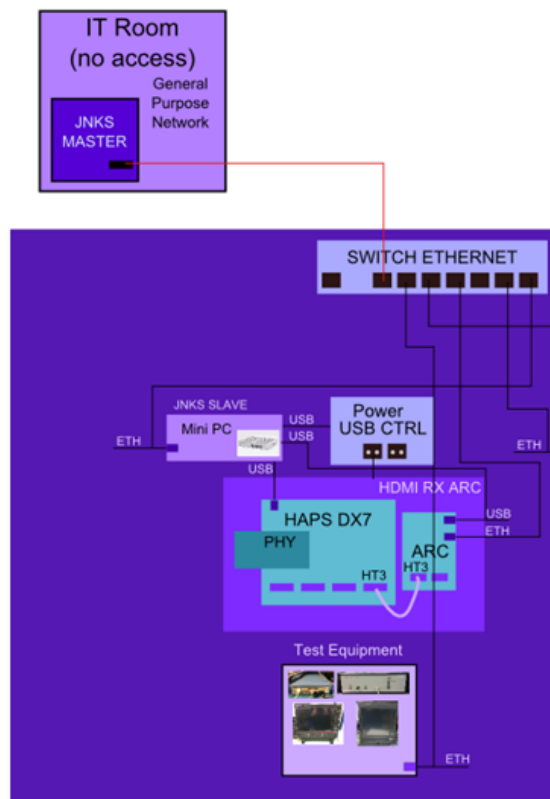 IT Room
(no access)
General
Purpose
Network
JNKS
MASTER
SWITCH ETHERNET
JNKS SLAVE
Mini PC
USB
USB
ETH
USB
Power
USB CTRL
ETH
HDMI RX ARC
HAPS DX7
PHY
HT3
USB
ETH
ARC
HT3
Test Equipment
ETH